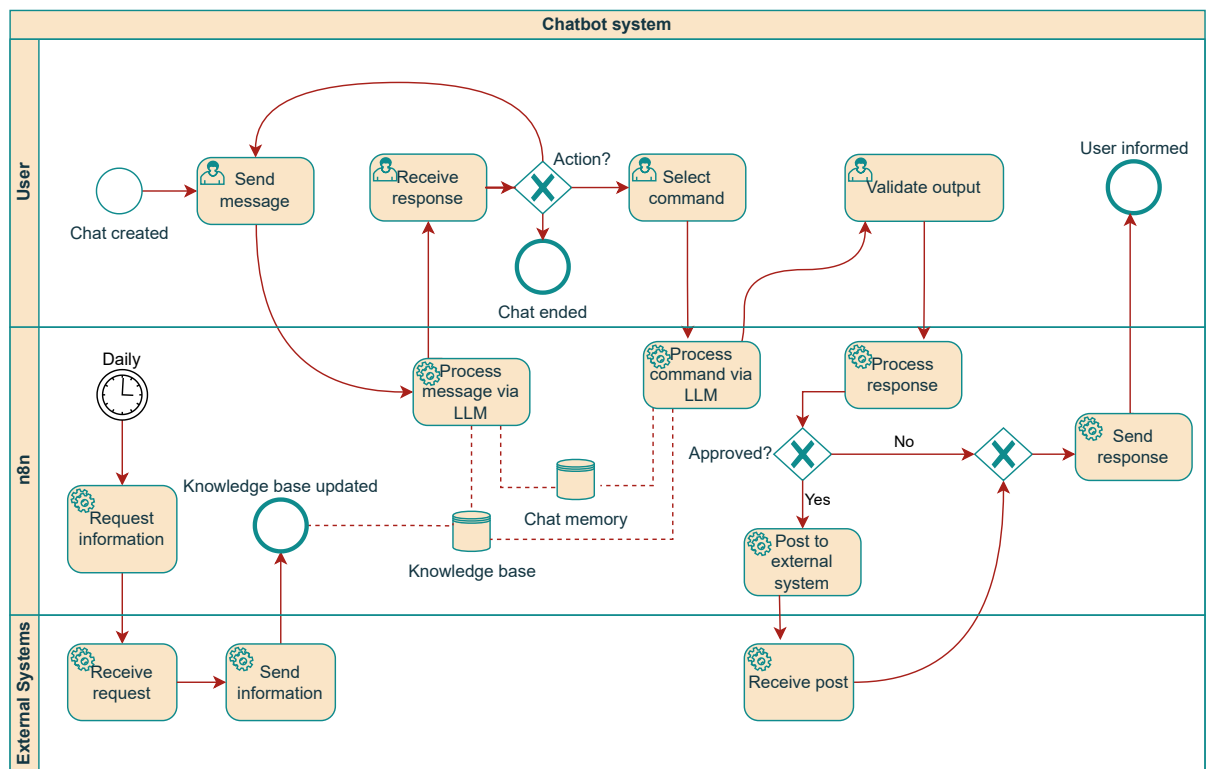 Chatbot system
User
Chat created
Send
message
Receive
response
Action?
Chat ended
Select
command
Validate output
User informed
n8n
Daily
Request
information
Knowledge base updated
Process
message via
LLM
Chat memory
Knowledge base
Process
command via
LLM
Process
response
Approved?
No
Yes
Post to
external
system
Send
response
External Systems
Receive
request
Send
information
Receive post